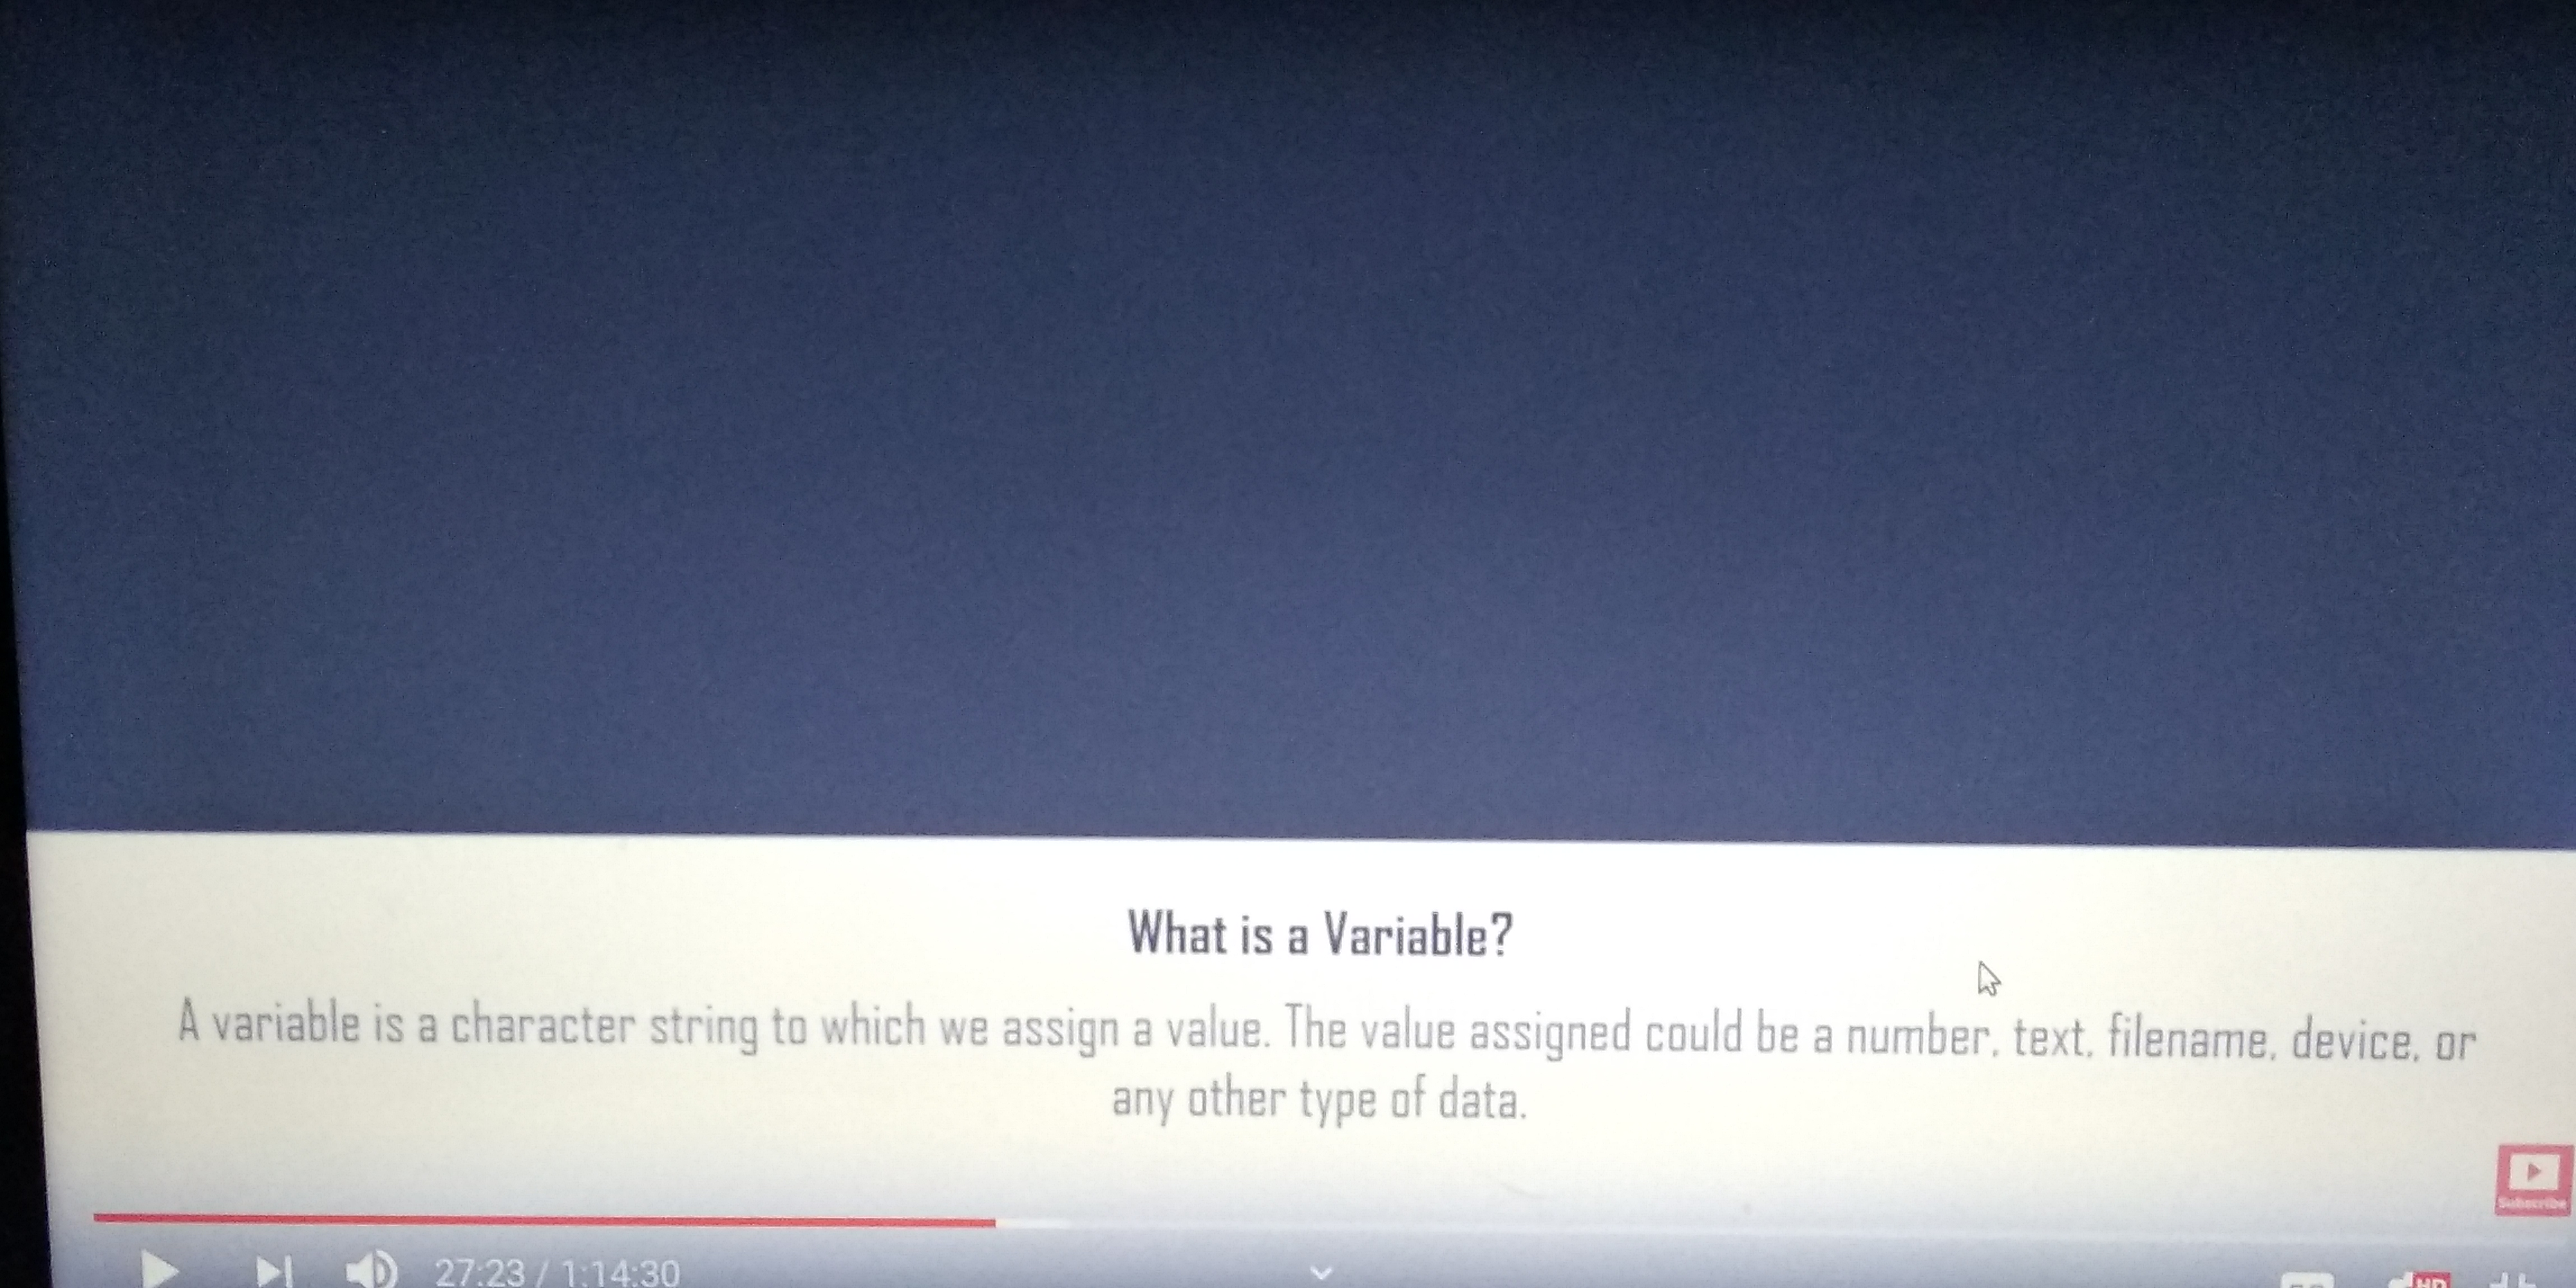 What is a Variable?
A variable is a character string to which we assign a value. The value assigned could be a number, text, filename, device, or
any other type of data.
Subscribe
27:23 / 1:14:30
HD